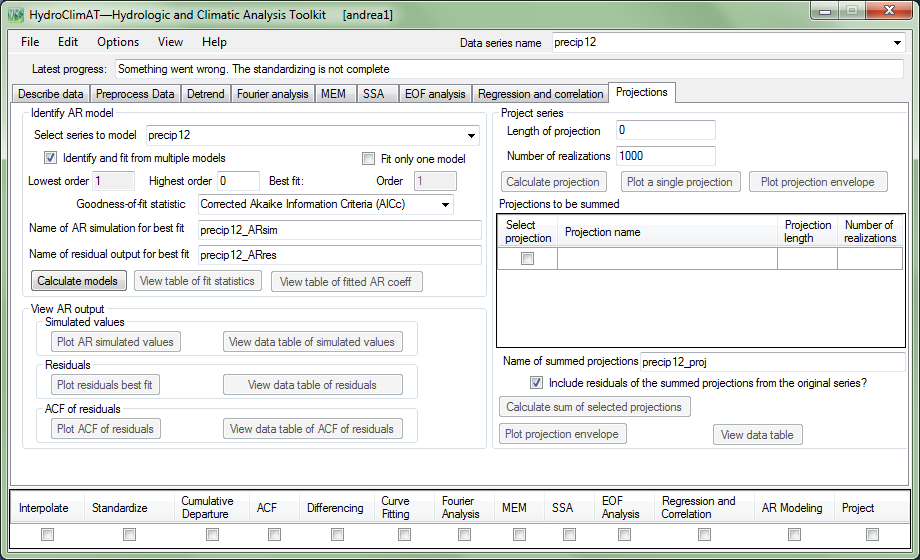 HydroClimAT—Hydrologic and Climatic Analysis Toolkit [andrea1]
File Edit Options View Help
Data series name precip12
Latest progress: Something went wrong. The standardizing is not complete
Describe data Preprocess Data Detrend Fourier analysis MEM SSA EOF analysis Regression and correlation Projections
Identify AR model
Select series to model precip12
Identify and fit from multiple models Fit only one model
Lowest order 1 Highest order 0 Best fit: Order 1
Goodness-of-fit statistic Corrected Akaike Information Criteria (AICc)
Name of AR simulation for best fit precip12_ARsim
Name of residual output for best fit precip12_ARres
Calculate models View table of fit statistics View table of fitted AR coeff
View AR output
Simulated values
Plot AR simulated values View data table of simulated values
Residuals
Plot residuals best fit View data table of residuals
ACF of residuals
Plot ACF of residuals View data table of ACF of residuals
Project series
Length of projection 0
Number of realizations 1000
Calculate projection Plot a single projection Plot projection envelope
Projections to be summed
Select projection Projection name Projection length Number of realizations
Name of summed projections precip12_proj
Include residuals of the summed projections from the original series?
Calculate sum of selected projections
Plot projection envelope View data table
Interpolate Standardize Cumulative Departure ACF Differencing Curve Fitting Fourier Analysis MEM SSA EOF Analysis Regression and Correlation AR Modeling Project